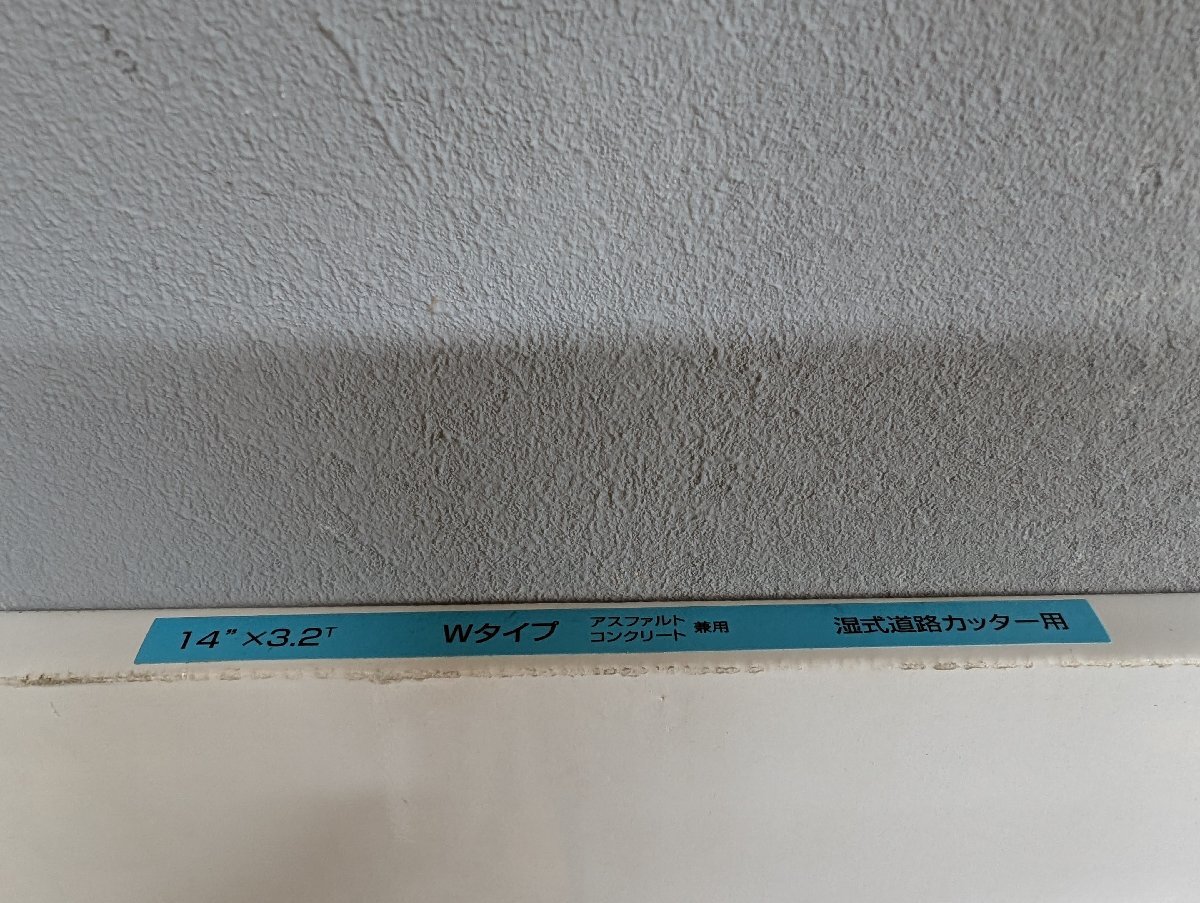 14"×3.2T
Wタイプ
アスファルト
コンクリート
兼用
湿式道路カッター用